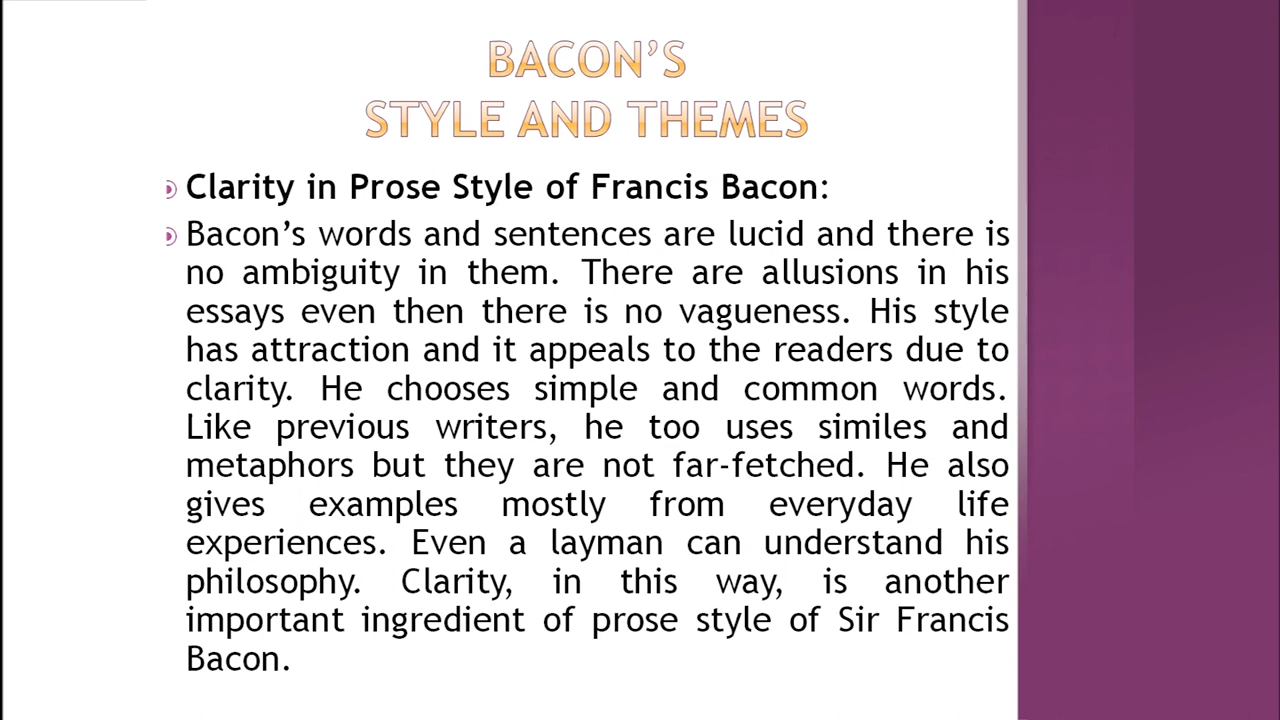 BACON’S
STYLE AND THEMES
Clarity in Prose Style of Francis Bacon:
Bacon’s words and sentences are lucid and there is
no ambiguity in them. There are allusions in his
essays even then there is no vagueness. His style
has attraction and it appeals to the readers due to
clarity. He chooses simple and common words.
Like previous writers, he too uses similes and
metaphors but they are not far-fetched. He also
gives examples mostly from everyday life
experiences. Even a layman can understand his
philosophy. Clarity, in this way, is another
important ingredient of prose style of Sir Francis
Bacon.